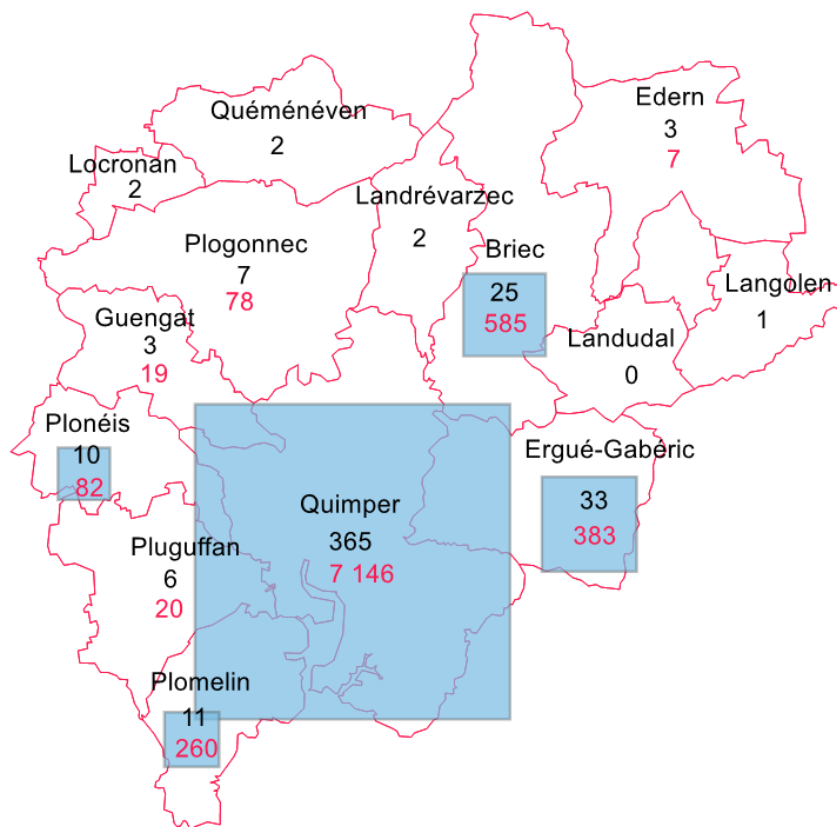 Edern
3
7
Quéménéven
2
Locronan
2
Landrévarzec
2
Plogonnec
7
78
Briec
25
585
Langolen
1
Guengat
3
19
Landudal
0
Plonéis
10
82
Ergué-Gabéric
33
383
Quimper
365
7 146
Pluguffan
6
20
Plomelin
11
260